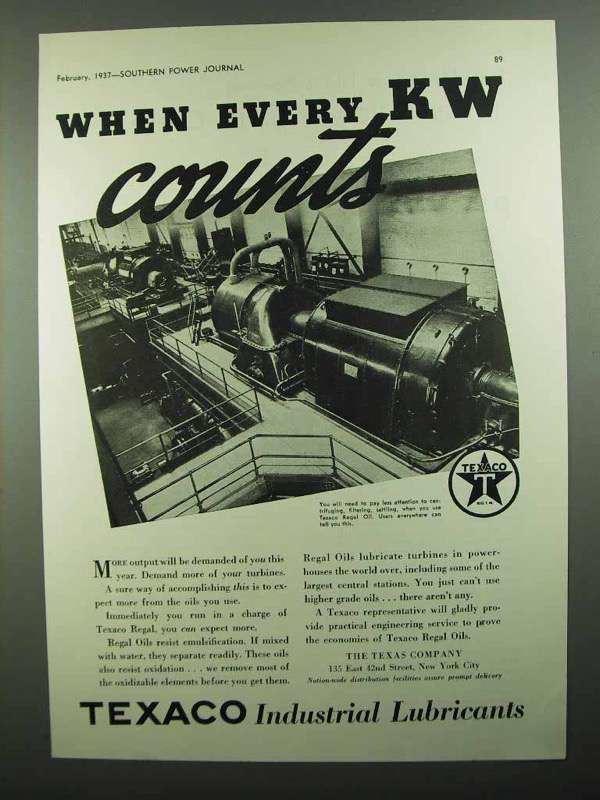 February, 1937—SOUTHERN POWER JOURNAL 89
WHEN EVERY KW
counts
TEXACO
T
REG T M
You will need to pay less attention to cen-
trifuging, filtering, settling, when you use
Texaco Regal Oil. Users everywhere can
tell you this.
MORE output will be demanded of you this
year. Demand more of your turbines.
A sure way of accomplishing this is to ex-
pect more from the oils you use.
Immediately you run in a charge of
Texaco Regal, you can expect more.
Regal Oils resist emulsification. If mixed
with water, they separate readily. These oils
also resist oxidation . . . we remove most of
the oxidizable elements before you get them.
Regal Oils lubricate turbines in power-
houses the world over, including some of the
largest central stations. You just can't use
higher grade oils . . . there aren't any.
A Texaco representative will gladly pro-
vide practical engineering service to prove
the economies of Texaco Regal Oils.
THE TEXAS COMPANY
135 East 42nd Street, New York City
Nation-wide distribution facilities assure prompt delivery
TEXACO Industrial Lubricants